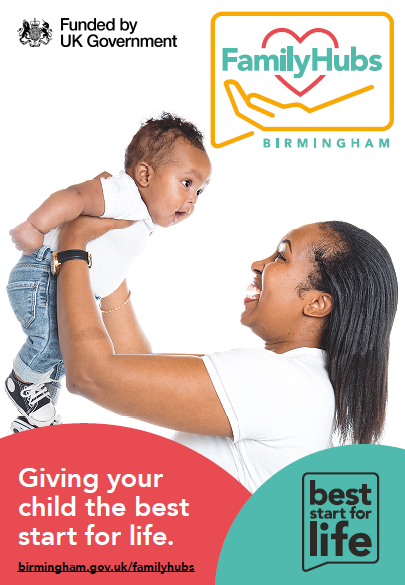 Funded by
UK Government
FamilyHubs
BIRMINGHAM
Giving your
child the best
start for life.
birmingham.gov.uk/familyhubs
best
start for
life